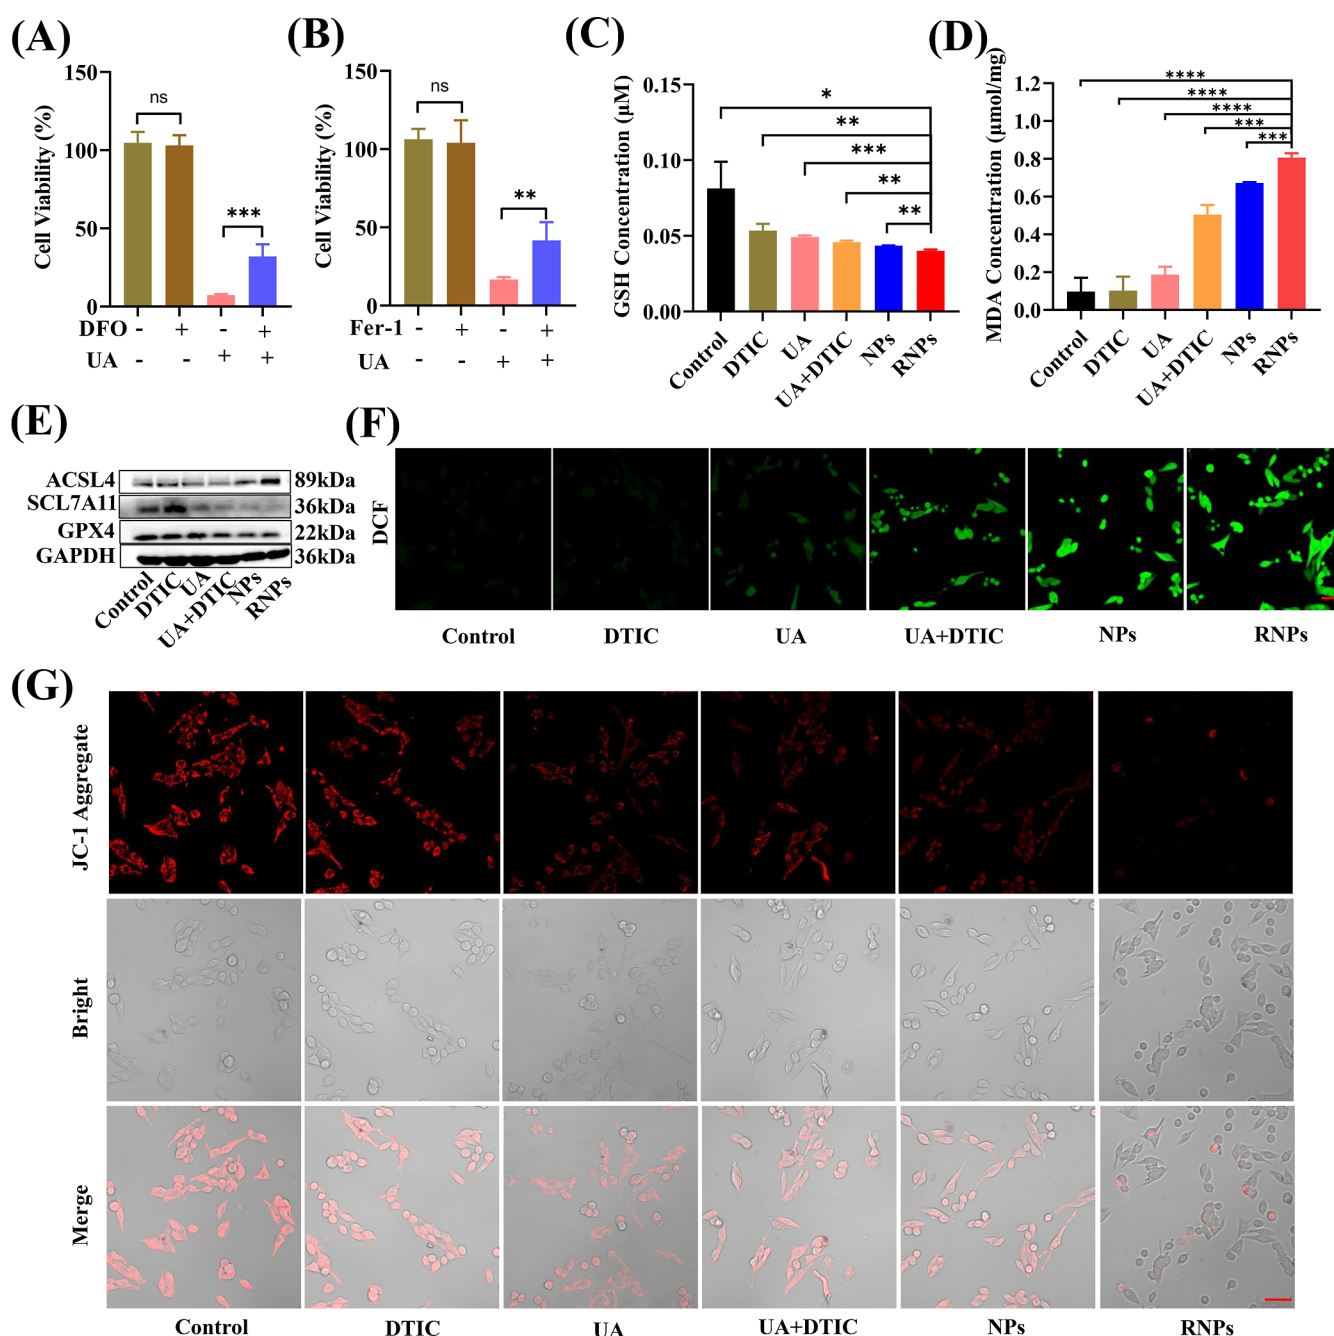 (A)
Cell Viability (%)
150
100
50
0
ns
***
DFO - + - +
UA - - + +
(B)
Cell Viability (%)
150
100
50
0
ns
**
Fer-1 - + - +
UA - - + +
(C)
GSH Concentration (μM)
0.15
0.10
0.05
0.00
*
**
***
**
**
Control
DTIC
UA
UA+DTIC
NPs
RNPs
(D)
MDA Concentration (μmol/mg)
1.2
1.0
0.8
0.6
0.4
0.2
0.0
****
****
****
***
***
Control
DTIC
UA
UA+DTIC
NPs
RNPs
(E)
ACSL4 89kDa
SCL7A11 36kDa
GPX4 22kDa
GAPDH 36kDa
Control
DTIC
UA
UA+DTIC
NPs
RNPs
(F)
DCF
Control DTIC UA UA+DTIC NPs RNPs
(G)
JC-1 Aggregate
Bright
Merge
Control DTIC UA UA+DTIC NPs RNPs